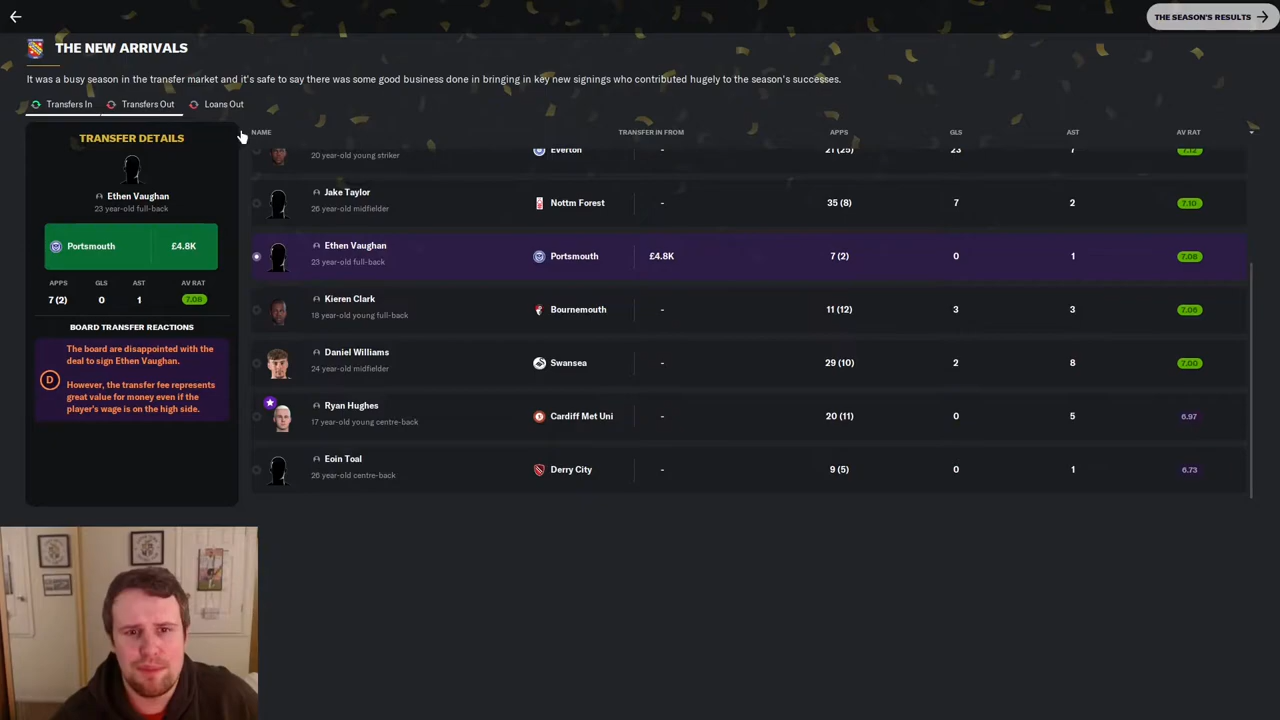 THE SEASON'S RESULTS
THE NEW ARRIVALS
It was a busy season in the transfer market and it's safe to say there was some good business done in bringing in key new signings who contributed hugely to the season's successes.
Transfers In Transfers Out Loans Out
TRANSFER DETAILS
Ethen Vaughan
23 year-old full-back
Portsmouth £4.8K
APPS GLS AST AV RAT
7 (2) 0 1 7.08
BOARD TRANSFER REACTIONS
D
The board are disappointed with the
deal to sign Ethen Vaughan.
However, the transfer fee represents
great value for money even if the
player's wage is on the high side.
NAME TRANSFER IN FROM APPS GLS AST AV RAT
20 year-old young striker Everton - 21 (25) 23 7 7.12
Jake Taylor
26 year-old midfielder Nottm Forest - 35 (8) 7 2 7.10
Ethen Vaughan
23 year-old full-back Portsmouth £4.8K 7 (2) 0 1 7.08
Kieren Clark
18 year-old young full-back Bournemouth - 11 (12) 3 3 7.06
Daniel Williams
24 year-old midfielder Swansea - 29 (10) 2 8 7.00
Ryan Hughes
17 year-old young centre-back Cardiff Met Uni - 20 (11) 0 5 6.97
Eoin Toal
26 year-old centre-back Derry City - 9 (5) 0 1 6.73